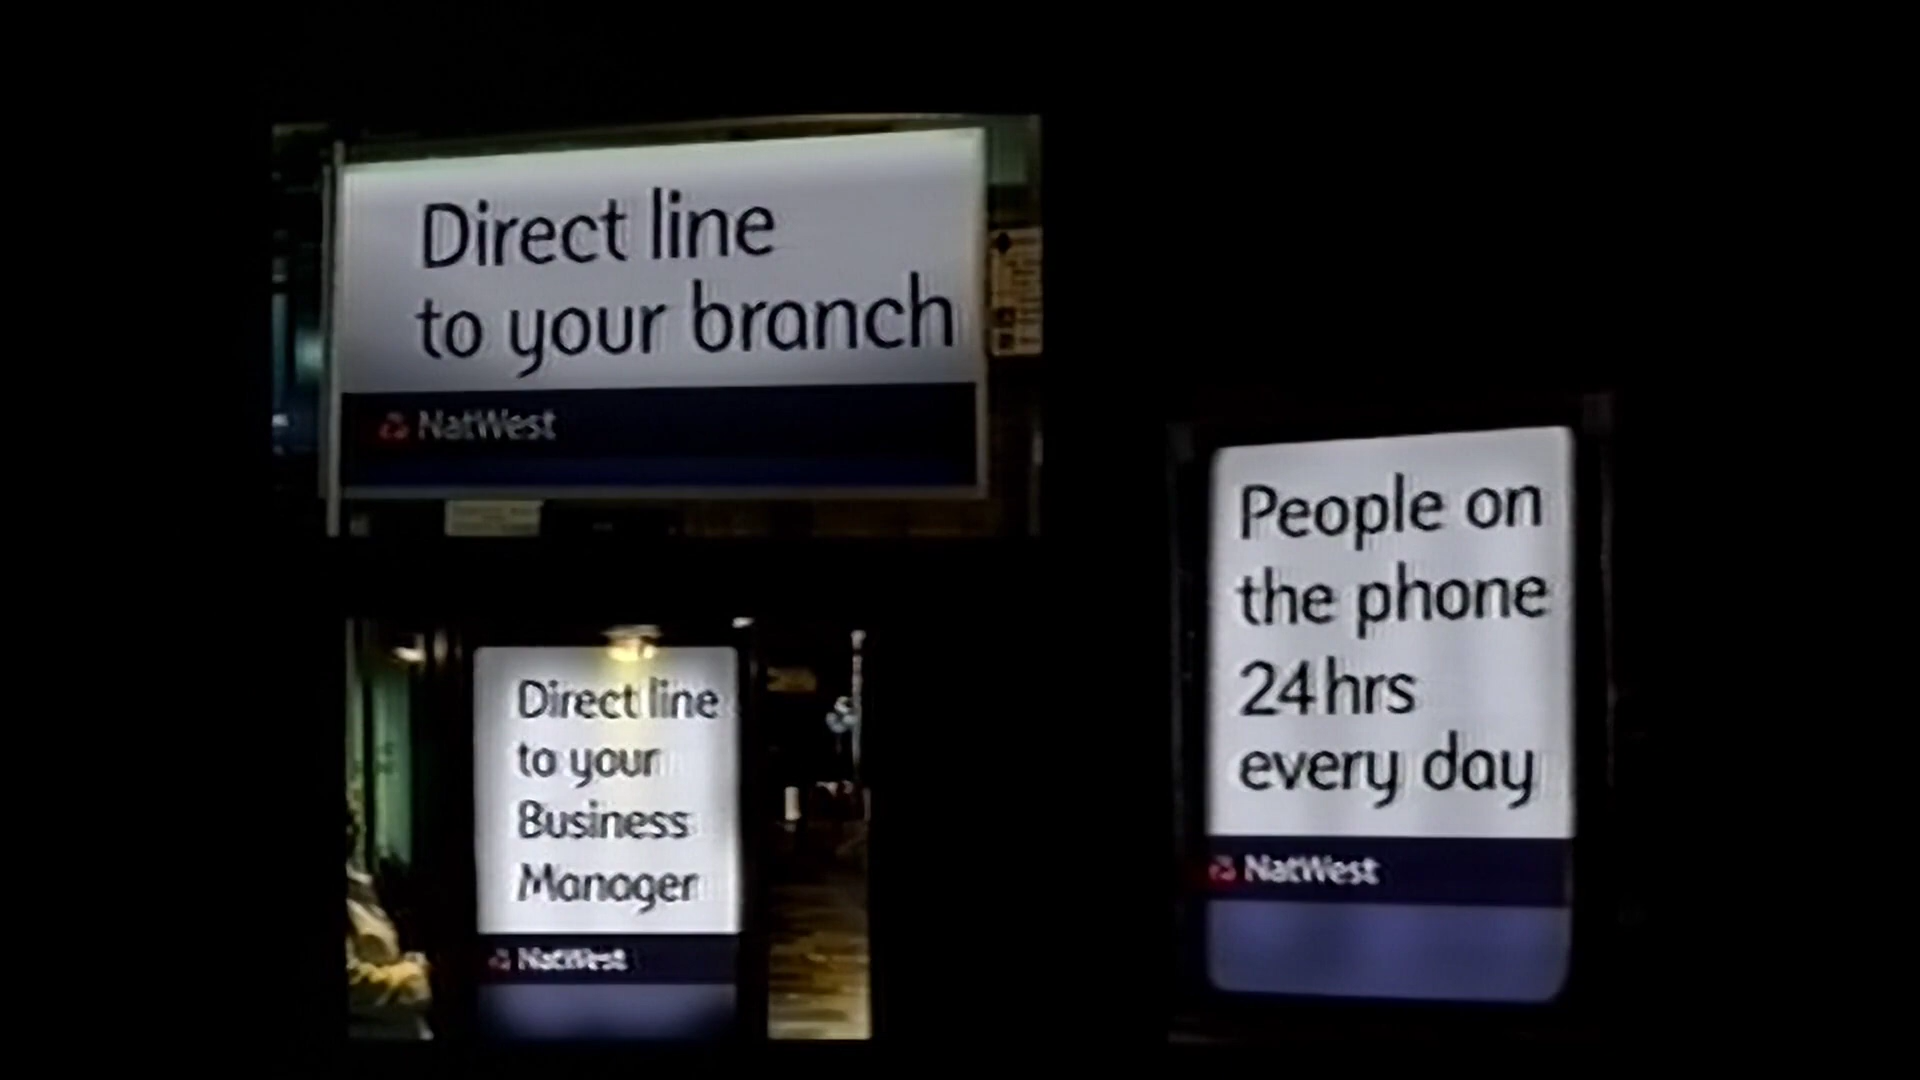 Direct line
to your branch
NatWest
Direct line
to your
Business
Manager
NatWest
People on
the phone
24hrs
every day
NatWest